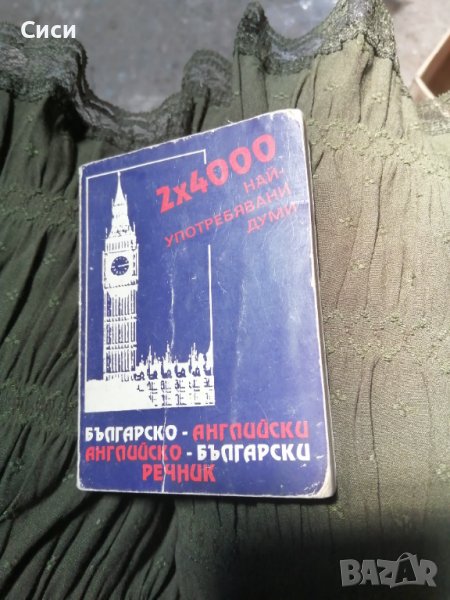 Сиси
2x4000
НАЙ-
УПОТРЕБЯВАНИ
ДУМИ
БЪЛГАРСКО - АНГЛИЙСКИ
АНГЛИЙСКО - БЪЛГАРСКИ
РЕЧНИК
BAZAR